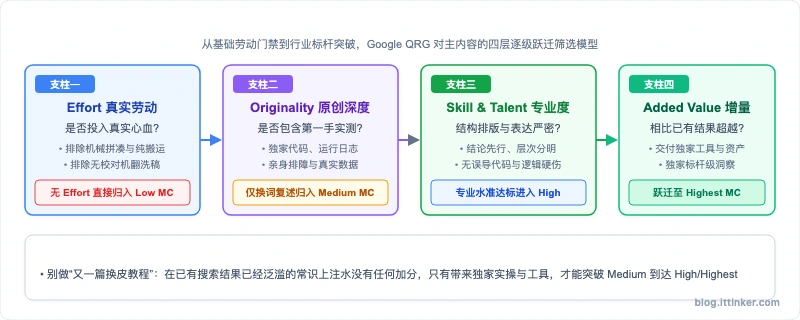 从基础劳动门禁到行业标杆突破，Google QRG 对主内容的四层逐级跃迁筛选模型
支柱一
Effort 真实劳动
是否投入真实心血?
• 排除机械拼凑与纯搬运
• 排除无校对机翻洗稿
无 Effort 直接归入 Low MC
支柱二
Originality 原创深度
是否包含第一手实测?
• 独家代码、运行日志
• 亲身排障与真实数据
仅换词复述归入 Medium MC
支柱三
Skill & Talent 专业度
结构排版与表达严密?
• 结论先行、层次分明
• 无误导代码与逻辑硬伤
专业水准达标进入 High
支柱四
Added Value 增量
相比已有结果超越?
• 交付独家工具与资产
• 独家标杆级洞察
跃迁至 Highest MC
• 别做“又一篇换皮教程”：在已有搜索结果已经泛滥的常识上注水没有任何加分，只有带来独家实操与工具，才能突破 Medium 到达 High/Highest
blog.ittinker.com